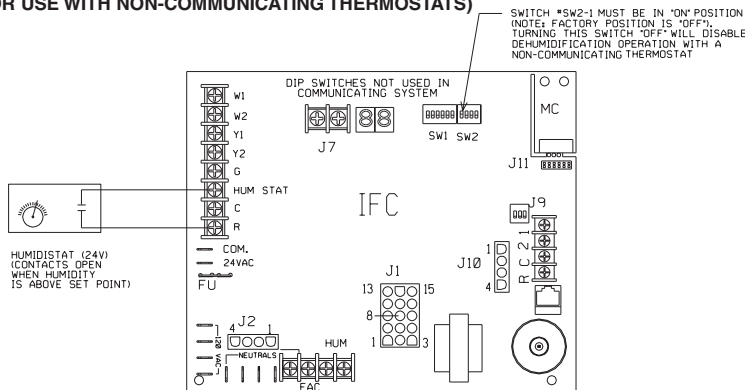 OR USE WITH NON-COMMUNICATING THERMOSTATS)
SWITCH #SW2-1 MUST BE IN "ON" POSITION
(NOTE: FACTORY POSITION IS "OFF").
TURNING THIS SWITCH "OFF" WILL DISABLE
DEHUMIDIFICATION OPERATION WITH A
NON-COMMUNICATING THERMOSTAT
DIP SWITCHES NOT USED IN
COMMUNICATING SYSTEM
W1
W2
Y1
Y2
G
HUM STAT
C
R
COM.
24VAC
FU
88
J7
SW1 SW2
MC
J11
IFC
J9
R C 2 1
J10
1
4
HUMIDISTAT (24V)
(CONTACTS OPEN
WHEN HUMIDITY
IS ABOVE SET POINT)
J1
13 15
8
1 3
J2
4 1
120 VAC
NEUTRALS
HUM
EAC